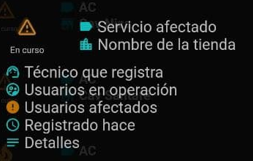 AC
Servicio afectado
Nombre de la tienda
En curso
Técnico que registra
Usuarios en operación
Usuarios afectados
Registrado hace
Detalles
AC